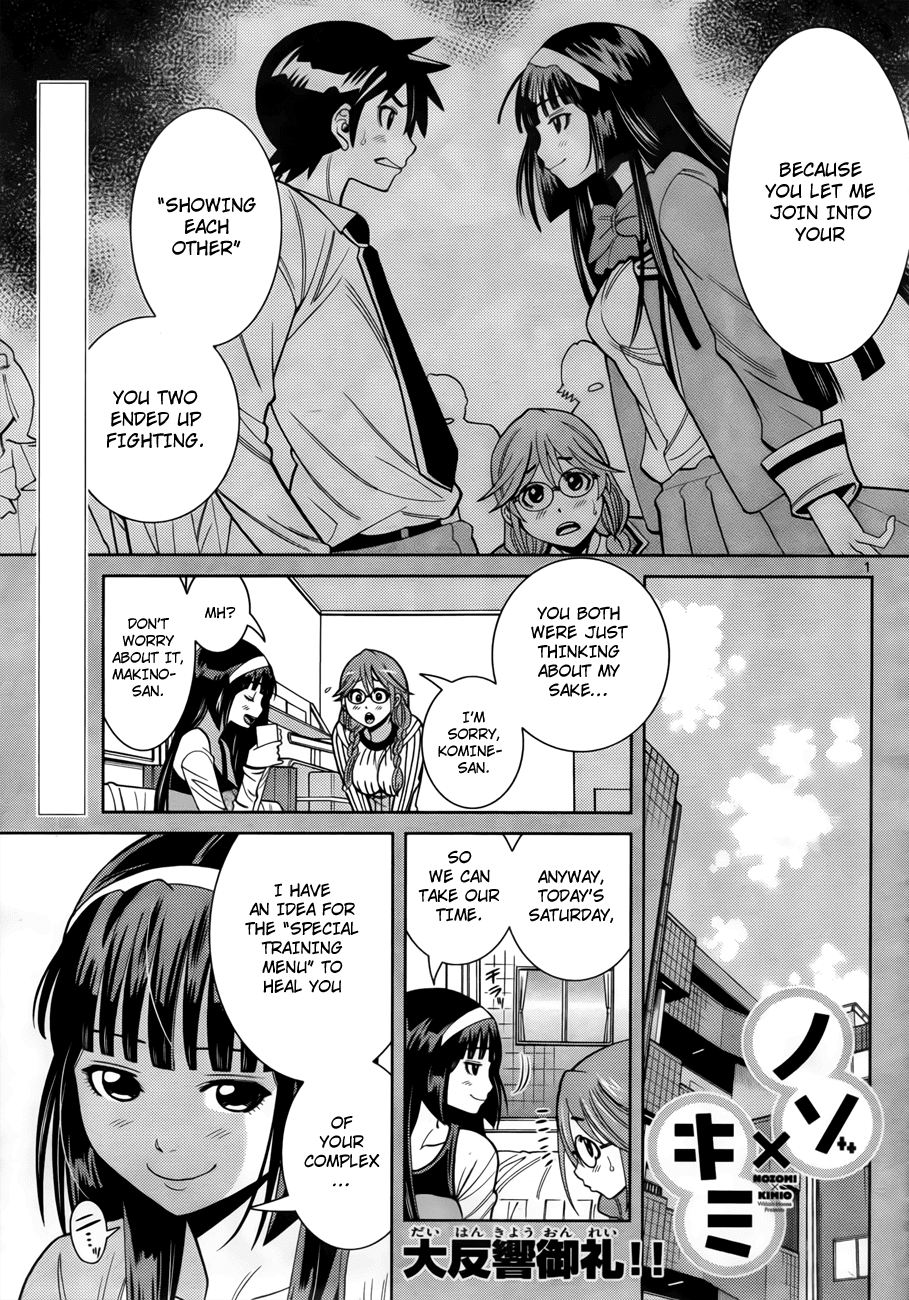 BECAUSE
YOU LET ME
JOIN INTO
YOUR
"SHOWING
EACH
OTHER"
YOU TWO
ENDED UP
FIGHTING.
1
YOU BOTH
WERE JUST
THINKING
ABOUT MY
SAKE...
I'M
SORRY,
KOMINE-
SAN.
MH?
DON'T
WORRY
ABOUT IT,
MAKINO-
SAN.
ANYWAY,
TODAY'S
SATURDAY,
SO
WE CAN
TAKE OUR
TIME.
チラッ
I HAVE
AN IDEA FOR
THE "SPECIAL
TRAINING
MENU" TO
HEAL YOU
OF
YOUR
COMPLEX
...
...
ノゾ
×
キミ
NOZOMI
×
KIMIO
だい はん きょう おん れい
大反響御礼!!